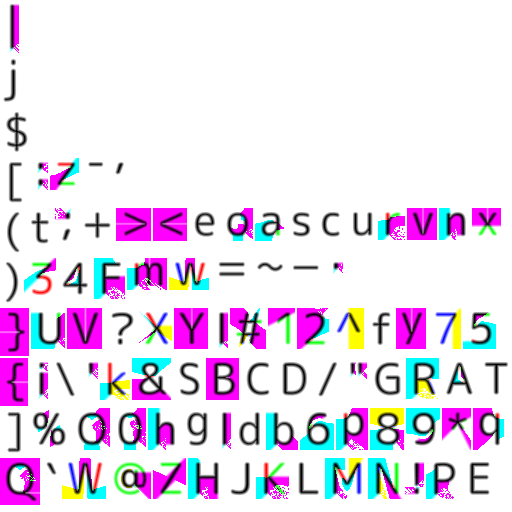 |
j
$
[ : z - ,
( t ; + > < e o a s c u r v n x
) 3 4 F m w = ~ – ·
} U V ? X Y I # 1 2 ^ f y 7 5
{ i \ ' k & S B C D / " G R A T
] % O 0 h g l d b 6 p 8 9 * q
Q ` W @ Z H J K L M N ! P E